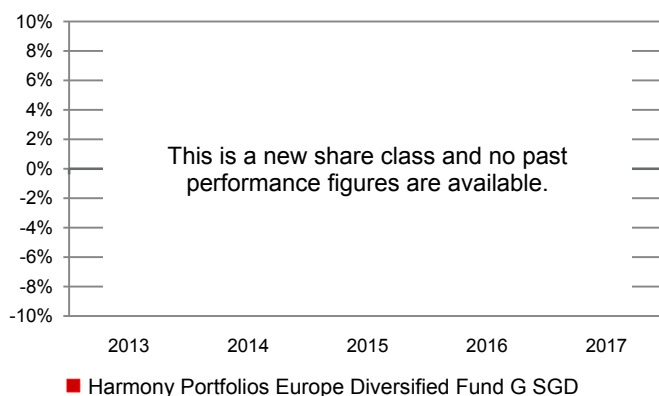 10%
8%
6%
4%
2%
0%
-2%
-4%
-6%
-8%
-10%
This is a new share class and no past
performance figures are available.
2013 2014 2015 2016 2017
Harmony Portfolios Europe Diversified Fund G SGD